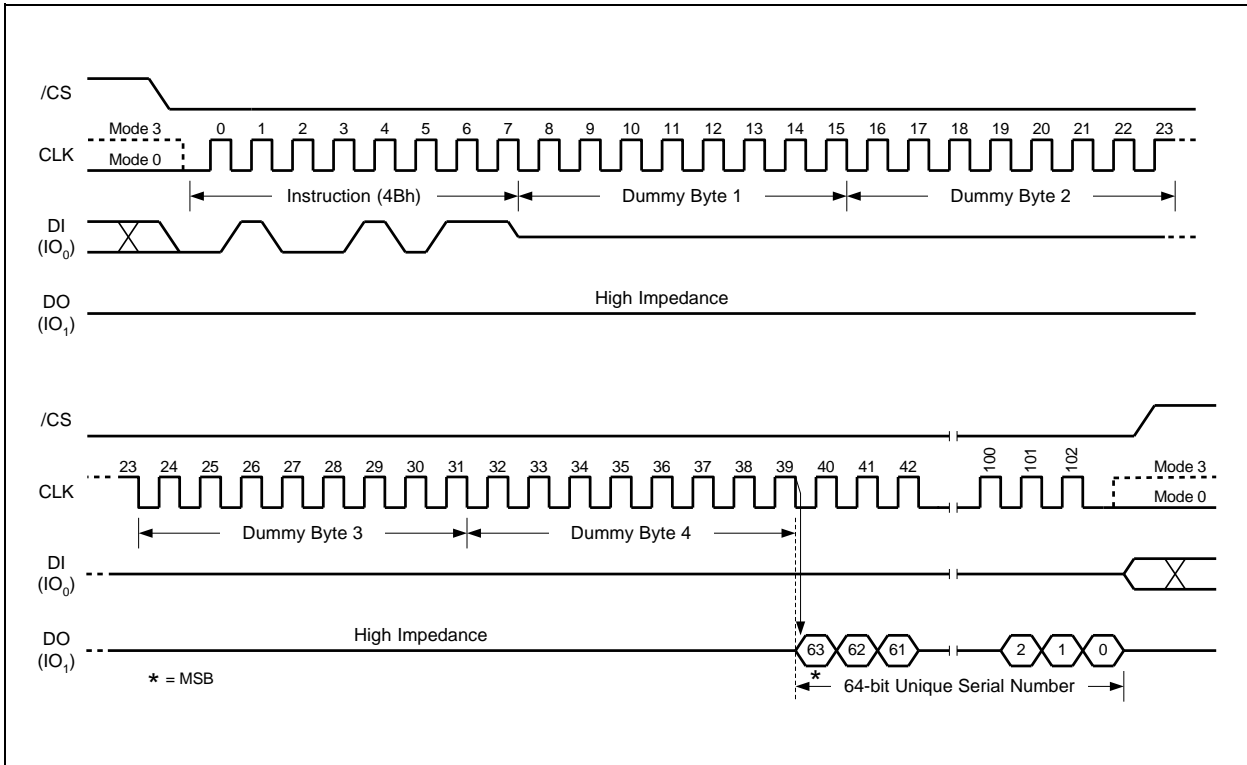 /CS
Mode 3 0 1 2 3 4 5 6 7 8 9 10 11 12 13 14 15 16 17 18 19 20 21 22 23
CLK
Mode 0
Instruction (4Bh) Dummy Byte 1 Dummy Byte 2
DI
(IO0)
High Impedance
DO
(IO1)
/CS
23 24 25 26 27 28 29 30 31 32 33 34 35 36 37 38 39 40 41 42 100 101 102 Mode 3
CLK
Mode 0
Dummy Byte 3 Dummy Byte 4
DI
(IO0)
High Impedance
DO
(IO1)
63 62 61 2 1 0
* = MSB
*
64-bit Unique Serial Number